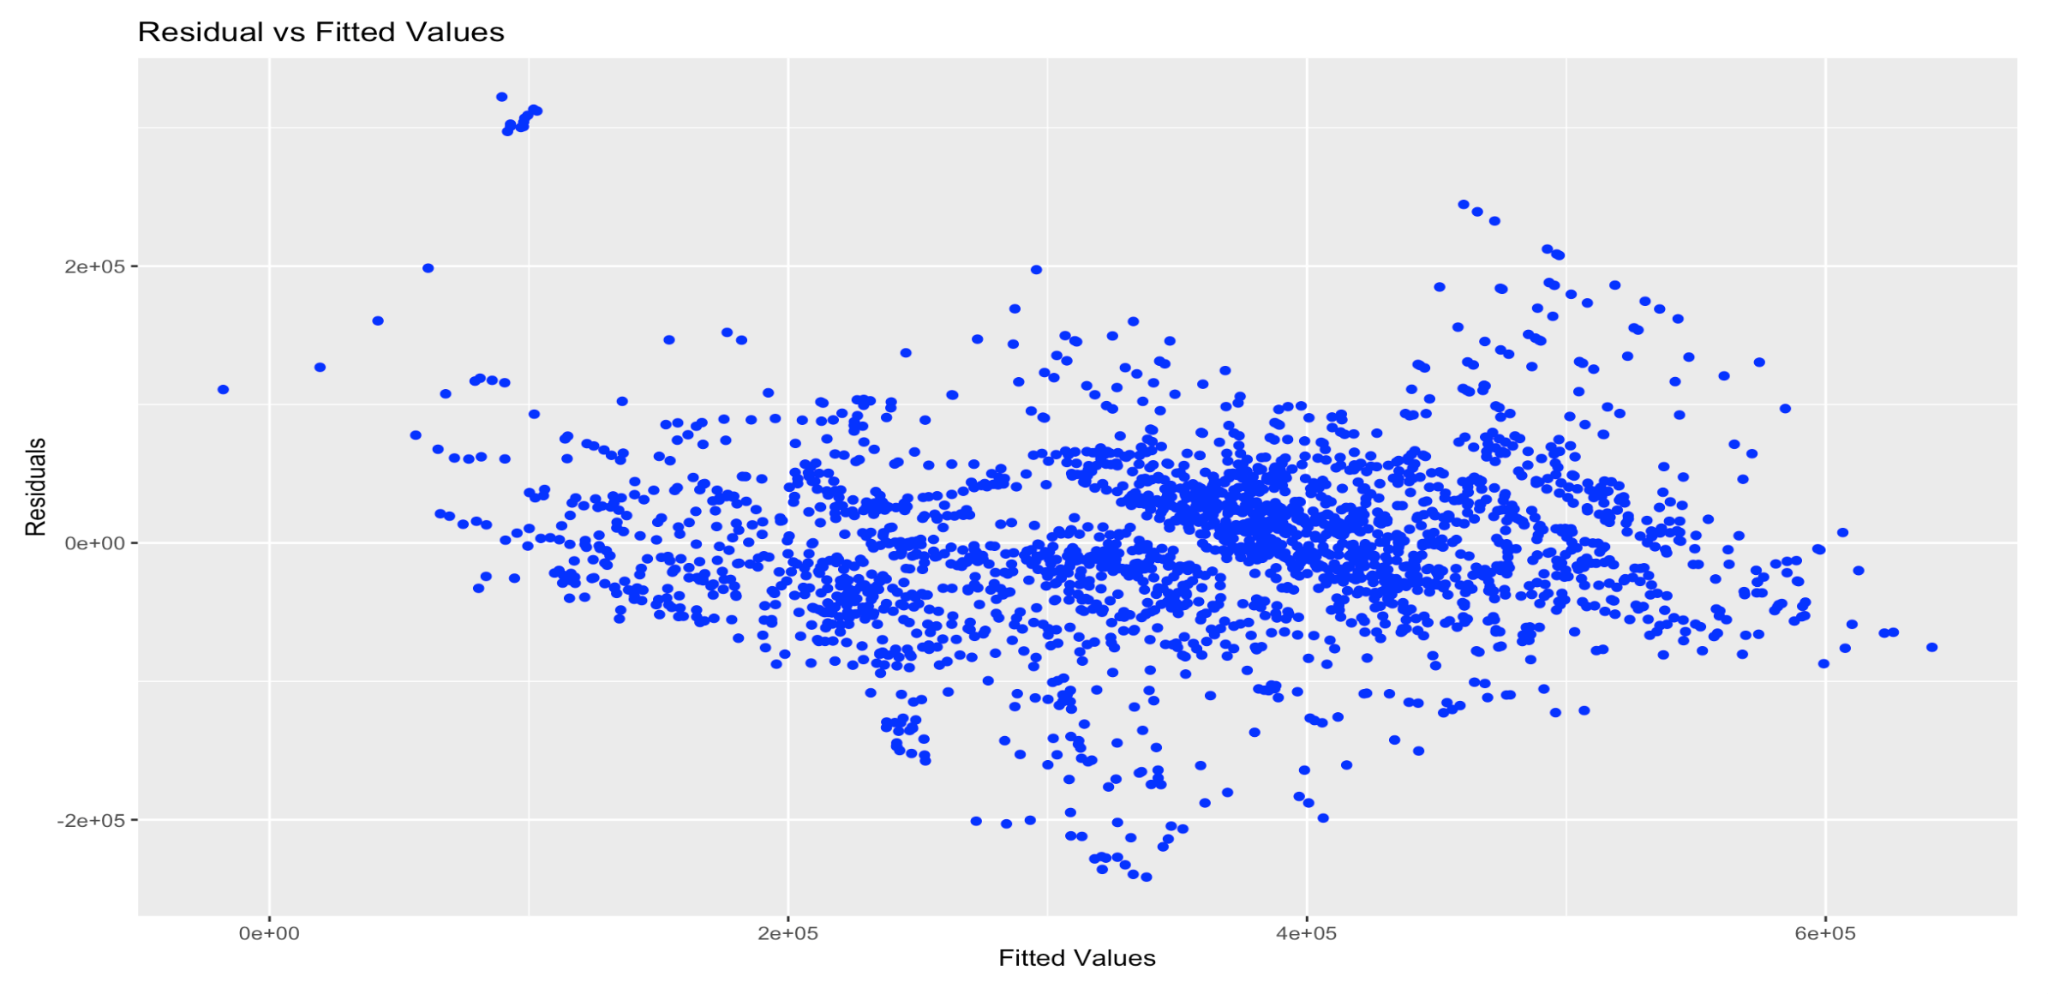 Residual vs Fitted Values
Residuals
2e+05
0e+00
-2e+05
0e+00 2e+05 4e+05 6e+05
Fitted Values